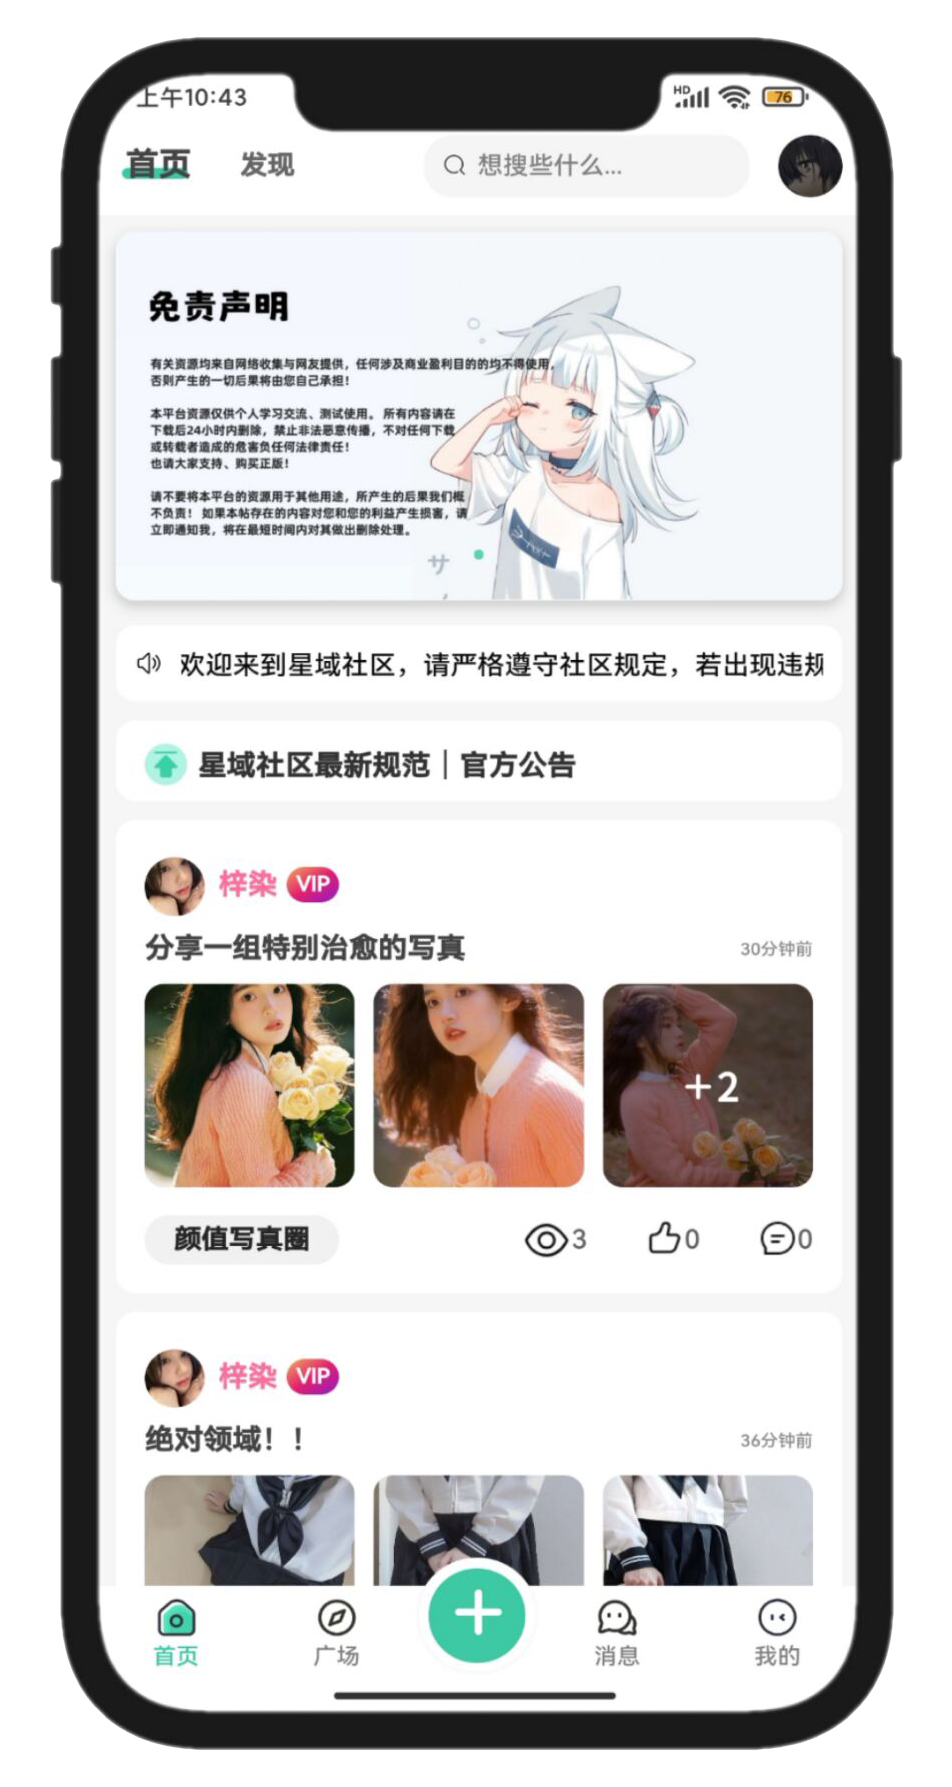 上午10:43
HD
76
首页 发现 想搜些什么...
免责声明
有关资源均来自网络收集与网友提供，任何涉及商业盈利目的的均不得使用，
否则产生的一切后果将由您自己承担！
本平台资源仅供个人学习交流、测试使用。 所有内容请在
下载后24小时内删除，禁止非法恶意传播，不对任何下载
或转载者造成的危害负任何法律责任！
也请大家支持、购买正版！
请不要将本平台的资源用于其他用途，所产生的后果我们概
不负责！ 如果本帖存在的内容对您和您的利益产生损害，请
立即通知我，将在最短时间内对其做出删除处理。
サ
欢迎来到星域社区，请严格遵守社区规定，若出现违规
星域社区最新规范｜官方公告
梓染 VIP
分享一组特别治愈的写真 30分钟前
+2
颜值写真圈 3 0 0
梓染 VIP
绝对领域！！ 36分钟前
首页 广场 消息 我的